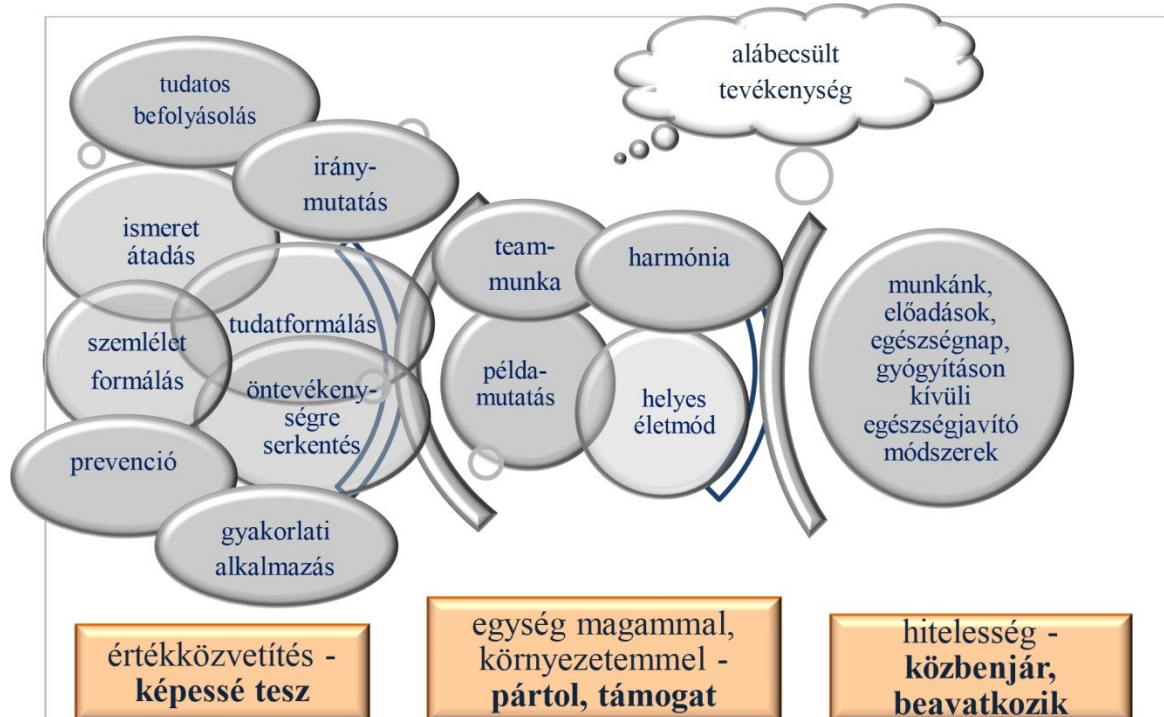 tudatos
befolyásolás
irány-
mutatás
ismeret
átadás
tudatformálás
szemlélet
formálás
öntevékeny-
ségre
serkentés
prevenció
gyakorlati
alkalmazás
team-
munka
harmónia
példa-
mutatás
helyes
életmód
alábecsült
tevékenység
munkánk,
előadások,
egészségnap,
gyógyításon
kívüli
egészségjavító
módszerek
értékközvetítés -
képessé tesz
egység magammal,
környezetemmel -
pártol, támogat
hitelesség -
közbenjár,
beavatkozik